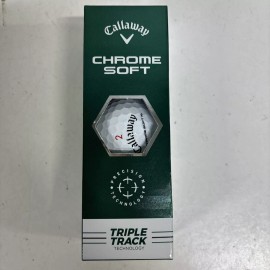 Callaway
CHROME
SOFT
Callaway
2
PRECISION
TECHNOLOGY
TRIPLE
TRACK
TECHNOLOGY